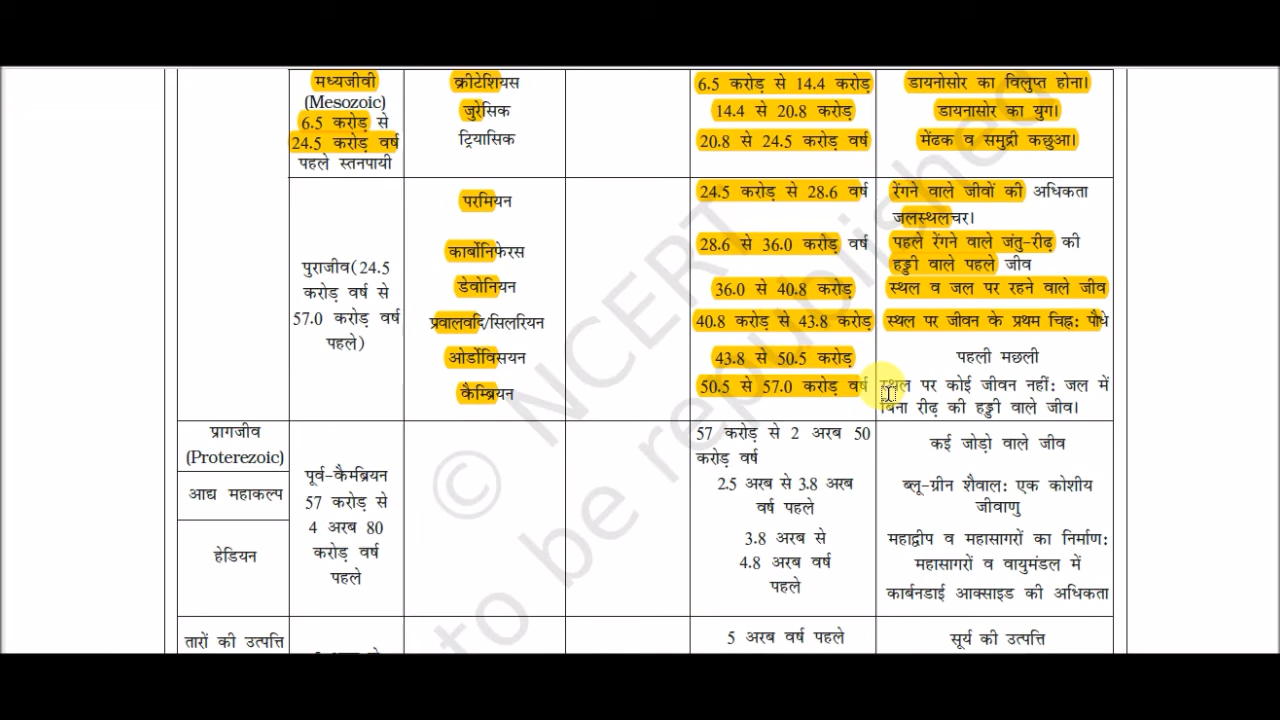 मध्यजीवी
(Mesozoic)
6.5 करोड़ से
24.5 करोड़ वर्ष
पहले स्तनपायी
क्रीटेशियस
जुरेसिक
ट्रियासिक
6.5 करोड़ से 14.4 करोड़
14.4 से 20.8 करोड़
20.8 से 24.5 करोड़ वर्ष
डायनोसोर का विलुप्त होना।
डायनासोर का युग।
मेंढक व समुद्री कछुआ।
पुराजीव(24.5
करोड़ वर्ष से
57.0 करोड़ वर्ष
पहले)
परमियन
कार्बोनिफेरस
डेवोनियन
प्रवालवदि/सिलरियन
ओर्डोविसयन
कैम्ब्रियन
24.5 करोड़ से 28.6 वर्ष
28.6 से 36.0 करोड़ वर्ष
36.0 से 40.8 करोड़
40.8 करोड़ से 43.8 करोड़
43.8 से 50.5 करोड़
50.5 से 57.0 करोड़ वर्ष
रेंगने वाले जीवों की अधिकता
जलस्थलचर।
पहले रेंगने वाले जंतु-रीढ़ की
हड्डी वाले पहले जीव
स्थल व जल पर रहने वाले जीव
स्थल पर जीवन के प्रथम चिह्न: पौधे
पहली मछली
स्थल पर कोई जीवन नहीं: जल में
बिना रीढ़ की हड्डी वाले जीव।
प्रागजीव
(Proterezoic)
आद्य महाकल्प
हेडियन
पूर्व-कैमब्रियन
57 करोड़ से
4 अरब 80
करोड़ वर्ष
पहले
57 करोड़ से 2 अरब 50
करोड़ वर्ष
2.5 अरब से 3.8 अरब
वर्ष पहले
3.8 अरब से
4.8 अरब वर्ष
पहले
कई जोड़ो वाले जीव
ब्लू-ग्रीन शैवाल: एक कोशीय
जीवाणु
महाद्वीप व महासागरों का निर्माण:
महासागरों व वायुमंडल में
कार्बनडाई आक्साइड की अधिकता
तारों की उत्पत्ति
5 अरब वर्ष पहले
सूर्य की उत्पत्ति
© NCERT
to be republished